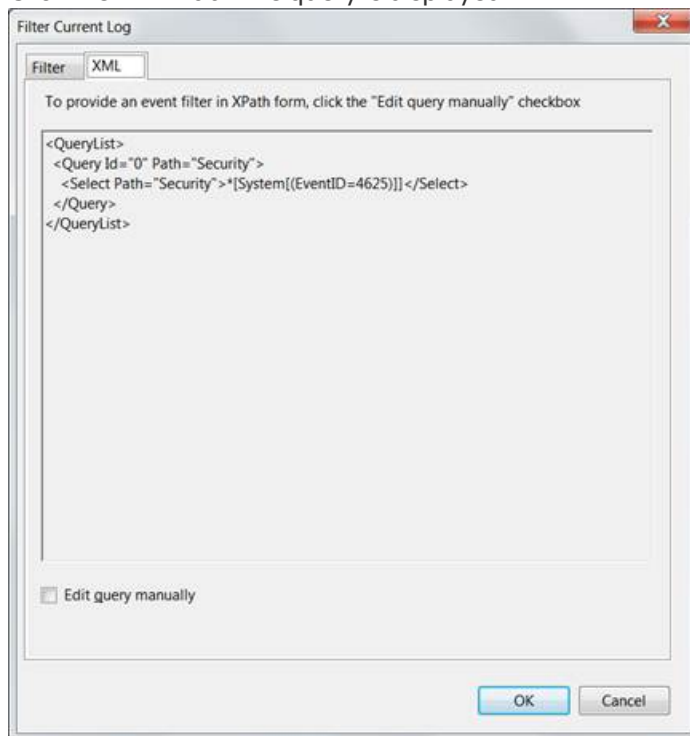 Filter Current Log
X
Filter XML
To provide an event filter in XPath form, click the "Edit query manually" checkbox
<QueryList>
<Query Id="0" Path="Security">
<Select Path="Security">*[System[(EventID=4625)]]</Select>
</Query>
</QueryList>
Edit query manually
OK Cancel